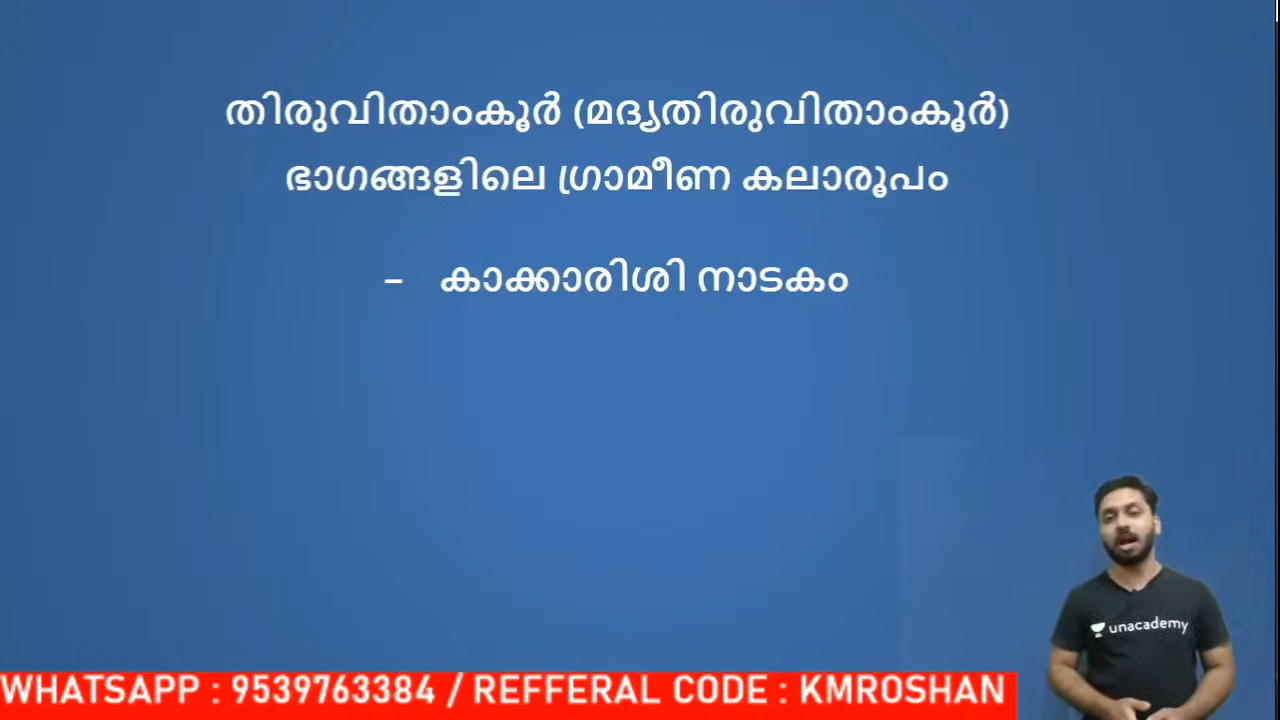 തിരുവിതാംകൂർ (മദ്യതിരുവിതാംകൂർ)
ഭാഗങ്ങളിലെ ഗ്രാമീണ കലാരൂപം
– കാക്കാരിശി നാടകം
unacademy
WHATSAPP : 9539763384 / REFFERAL CODE : KMROSHAN